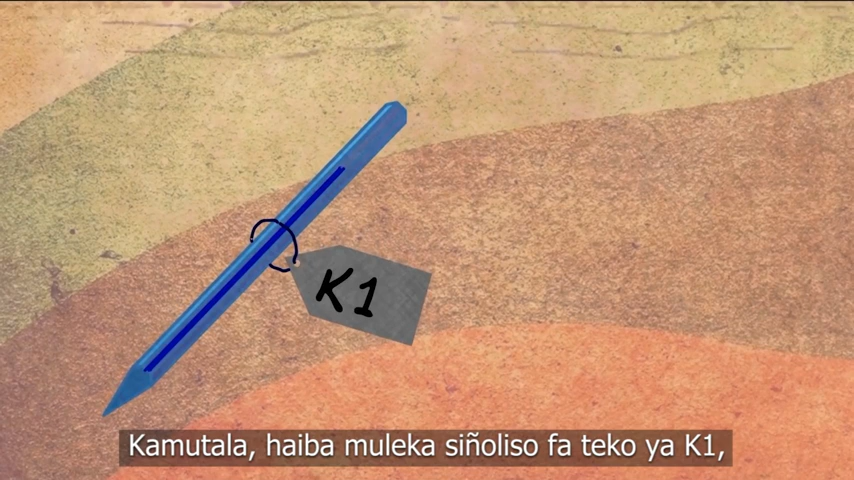 K1
Kamutala, haiba muleka siñoliso fa teko ya K1,